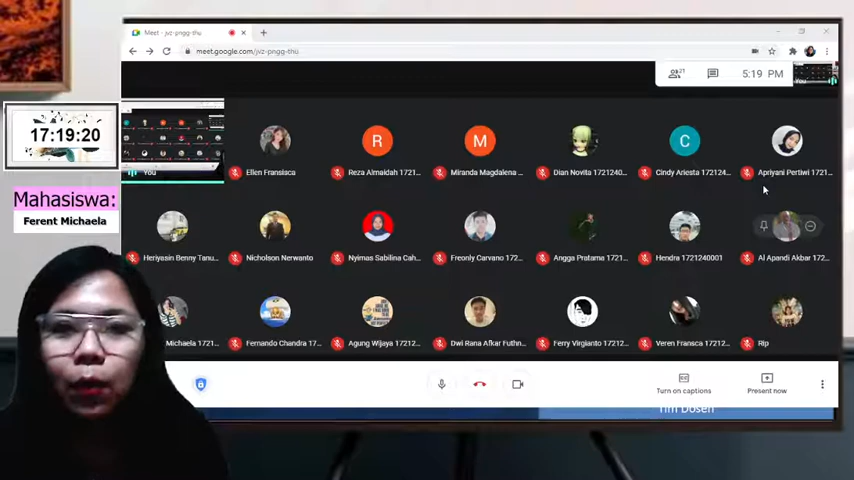 Meet - jvz-pngg-thu
meet.google.com/jvz-pngg-thu
21
5:19 PM
You
17:19:20
Mahasiswa:
Ferent Michaela
You
Ellen Fransisca
R
Reza Almaidah 1721...
M
Miranda Magdalena ...
Dian Novita 1721240...
C
Cindy Ariesta 172124...
Apriyani Pertiwi 1721...
Heriyasin Benny Tanu...
Nicholson Nerwanto
Nyimas Sabilina Cah...
Freonly Carvano 172...
Angga Pratama 1721...
Hendra 1721240001
Al Apandi Akbar 172...
Michaela 1721...
Fernando Chandra 17...
Agung Wijaya 17212...
Dwi Rana Afkar Futhn...
Ferry Virgianto 17212...
Veren Fransca 1721...
Rip
Turn on captions
Present now
Tim Dosen